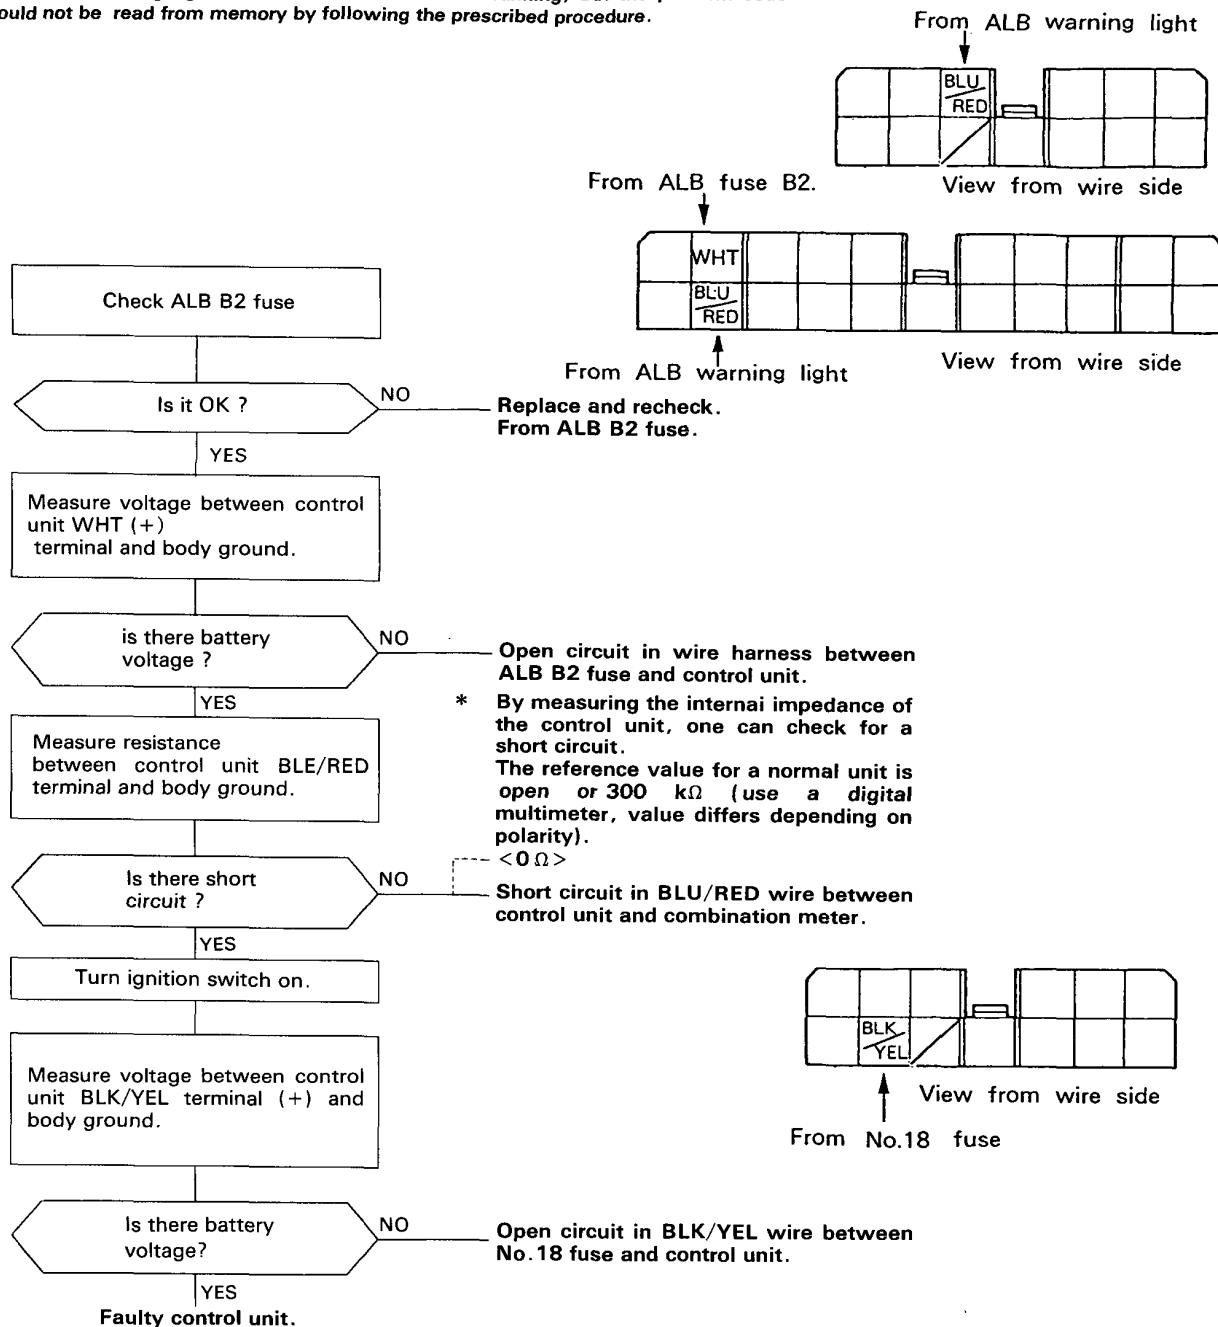 ould not be read from memory by following the prescribed procedure.
From ALB warning light
BLU
RED
View from wire side
From ALB fuse B2.
WHT
BLU
RED
View from wire side
From ALB warning light
Check ALB B2 fuse
Is it OK ?
NO
Replace and recheck.
From ALB B2 fuse.
YES
Measure voltage between control
unit WHT (+)
terminal and body ground.
is there battery
voltage ?
NO
Open circuit in wire harness between
ALB B2 fuse and control unit.
YES
* By measuring the internai impedance of
the control unit, one can check for a
short circuit.
The reference value for a normal unit is
open or 300 kΩ (use a digital
multimeter, value differs depending on
polarity).
<0 Ω>
Measure resistance
between control unit BLE/RED
terminal and body ground.
Is there short
circuit ?
NO
Short circuit in BLU/RED wire between
control unit and combination meter.
YES
Turn ignition switch on.
BLK
YEL
View from wire side
From No.18 fuse
Measure voltage between control
unit BLK/YEL terminal (+) and
body ground.
Is there battery
voltage?
NO
Open circuit in BLK/YEL wire between
No.18 fuse and control unit.
YES
Faulty control unit.